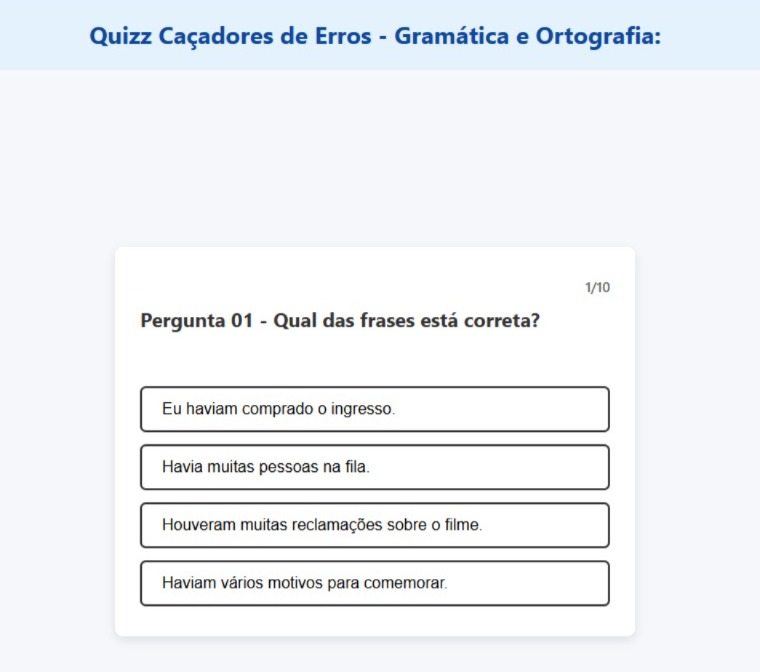 Quizz Caçadores de Erros - Gramática e Ortografia:
1/10
Pergunta 01 - Qual das frases está correta?
Eu haviam comprado o ingresso.
Havia muitas pessoas na fila.
Houveram muitas reclamações sobre o filme.
Haviam vários motivos para comemorar.